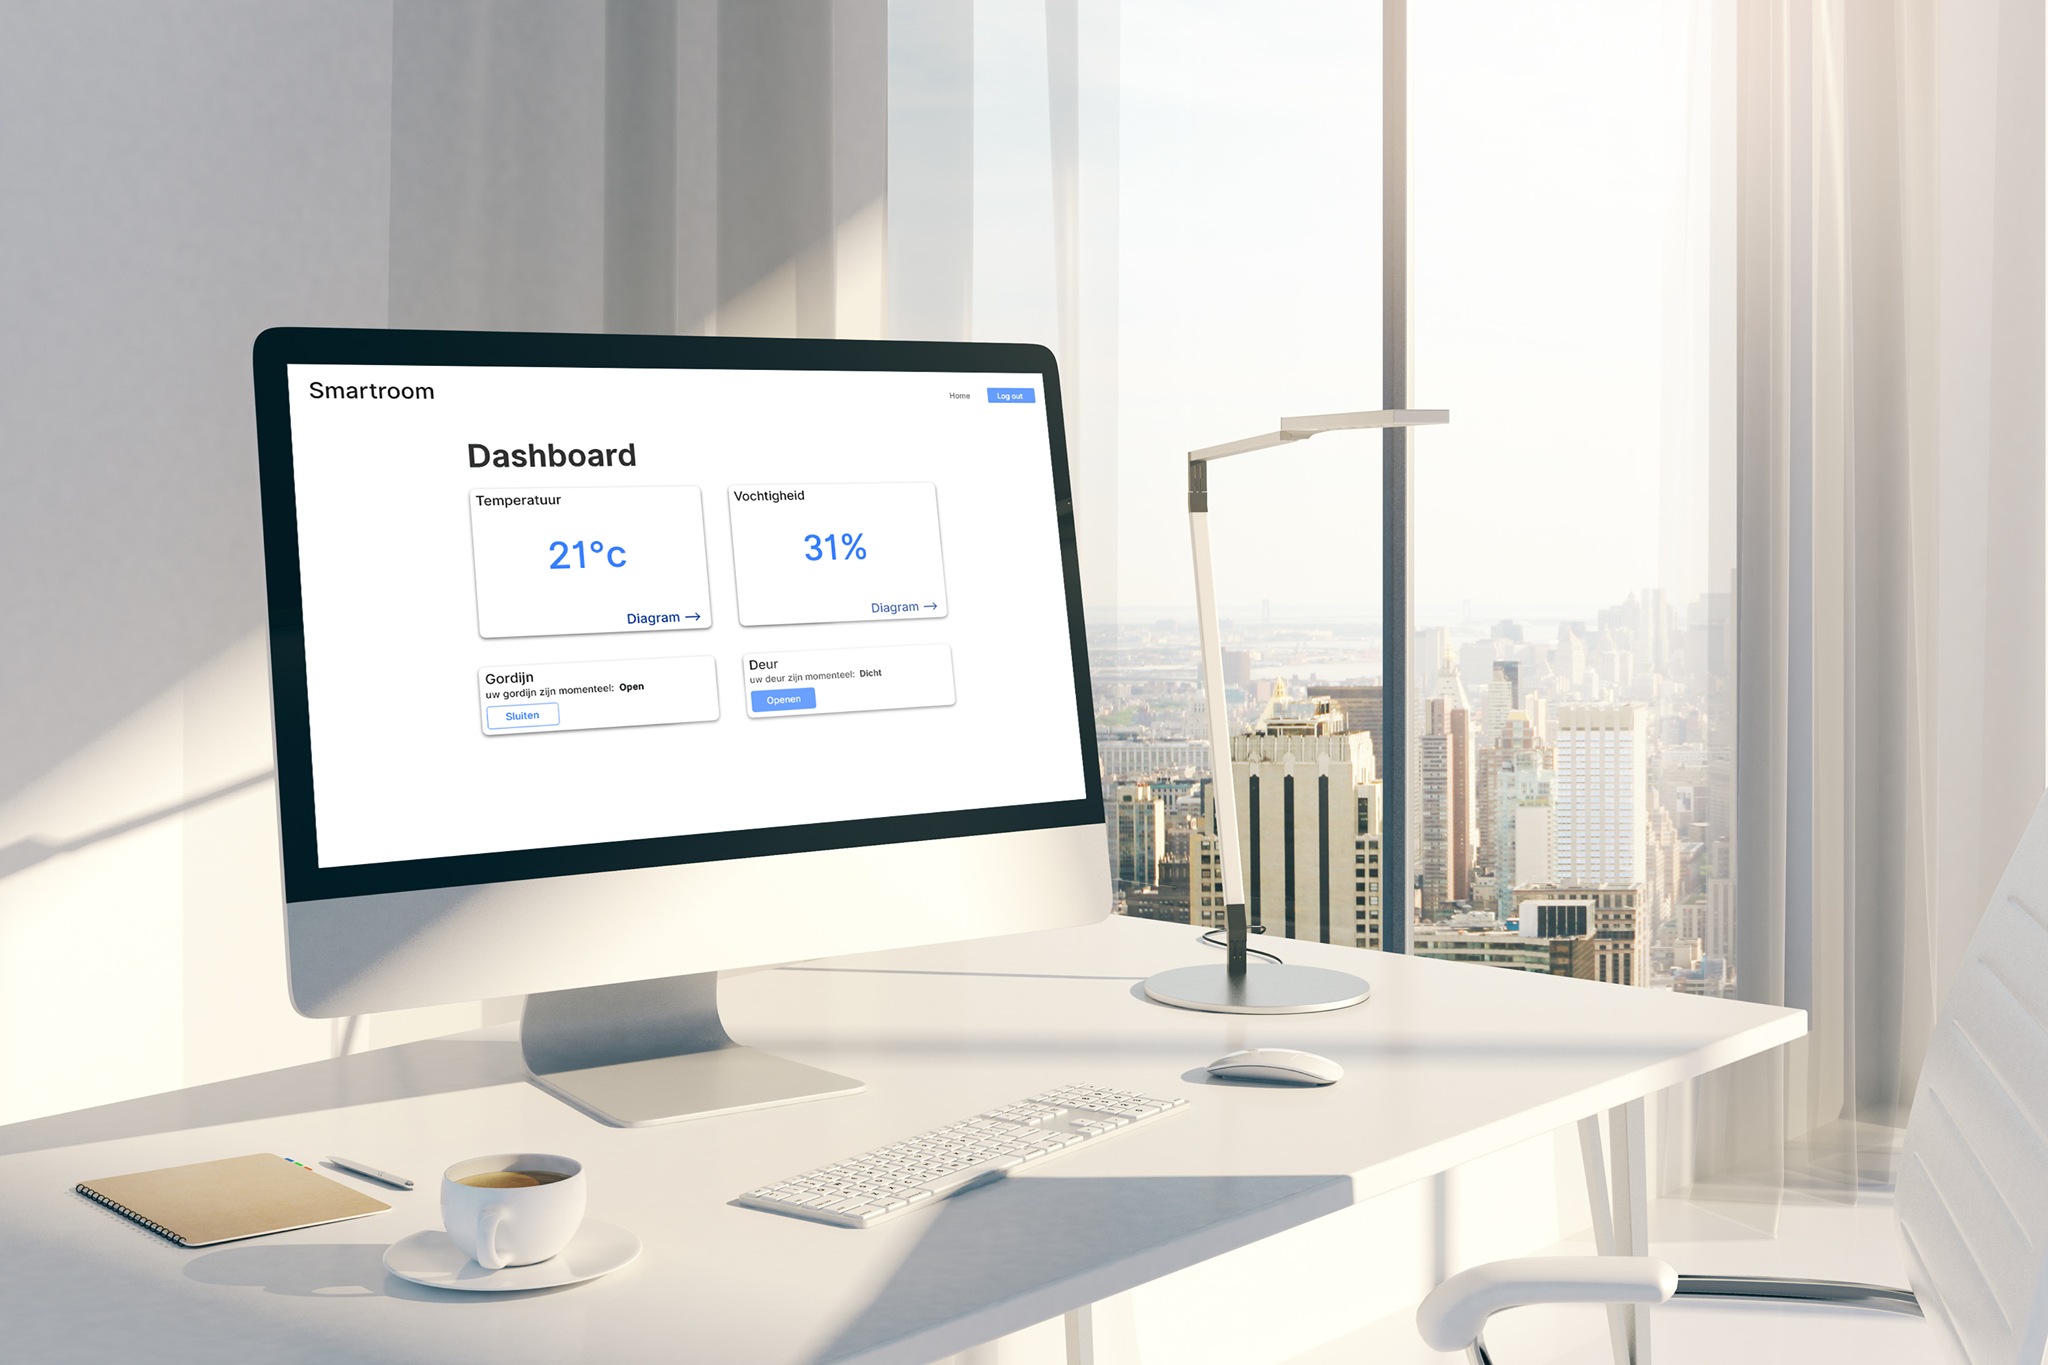 Smartroom
Home
Log out
Dashboard
Temperatuur
21°c
Diagram →
Vochtigheid
31%
Diagram →
Gordijn
uw gordijn zijn momenteel: Open
Sluiten
Deur
uw deur zijn momenteel: Dicht
Openen